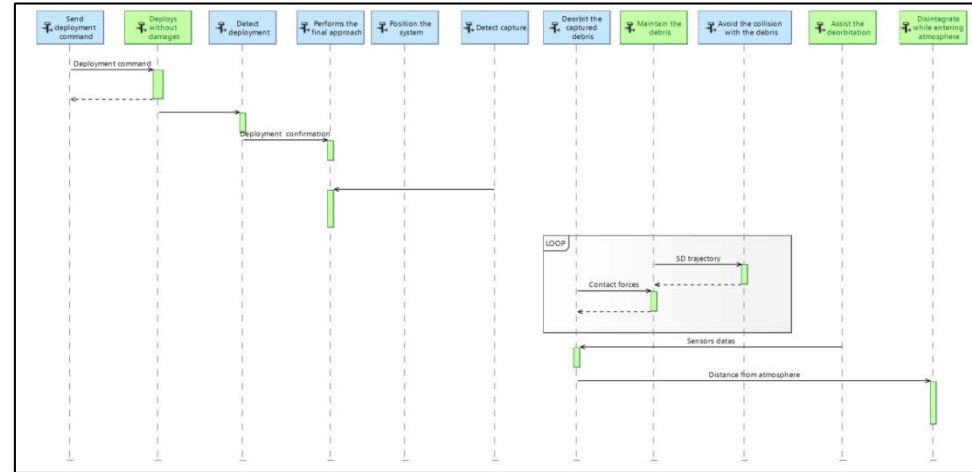 Send
deployment
command
Deploys
without
damages
Detect
deployment
Performs the
final approach
Position the
system
Detect capture
Deorbit the
captured
debris
Maintain the
debris
Avoid the collision
with the debris
Assist the
deorbitation
Disintegrate
while entering
atmosphere
Deployment command
Deployment confirmation
LOOP
SD trajectory
Contact forces
Sensors datas
Distance from atmosphere